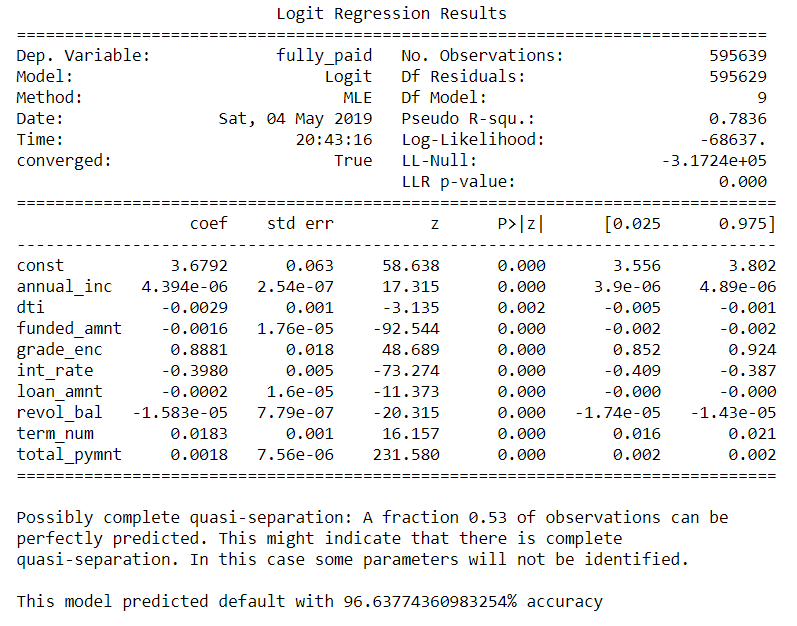 Logit Regression Results
==============================================================================
Dep. Variable: fully_paid No. Observations: 595639
Model: Logit Df Residuals: 595629
Method: MLE Df Model: 9
Date: Sat, 04 May 2019 Pseudo R-squ.: 0.7836
Time: 20:43:16 Log-Likelihood: -68637.
converged: True LL-Null: -3.1724e+05
LLR p-value: 0.000
===============================================================================
coef std err z P>|z| [0.025 0.975]
-------------------------------------------------------------------------------
const 3.6792 0.063 58.638 0.000 3.556 3.802
annual_inc 4.394e-06 2.54e-07 17.315 0.000 3.9e-06 4.89e-06
dti -0.0029 0.001 -3.135 0.002 -0.005 -0.001
funded_amnt -0.0016 1.76e-05 -92.544 0.000 -0.002 -0.002
grade_enc 0.8881 0.018 48.689 0.000 0.852 0.924
int_rate -0.3980 0.005 -73.274 0.000 -0.409 -0.387
loan_amnt -0.0002 1.6e-05 -11.373 0.000 -0.000 -0.000
revol_bal -1.583e-05 7.79e-07 -20.315 0.000 -1.74e-05 -1.43e-05
term_num 0.0183 0.001 16.157 0.000 0.016 0.021
total_pymnt 0.0018 7.56e-06 231.580 0.000 0.002 0.002
===============================================================================
Possibly complete quasi-separation: A fraction 0.53 of observations can be
perfectly predicted. This might indicate that there is complete
quasi-separation. In this case some parameters will not be identified.
This model predicted default with 96.63774360983254% accuracy